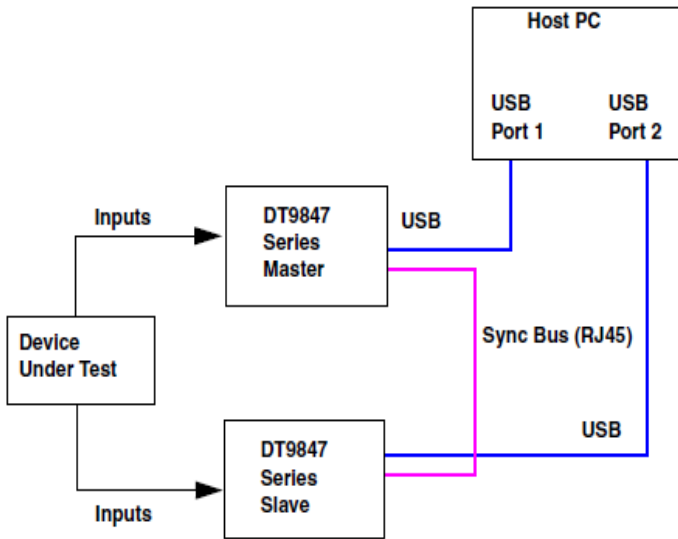 Host PC
USB
Port 1
USB
Port 2
Inputs
DT9847
Series
Master
USB
Device
Under Test
Sync Bus (RJ45)
DT9847
Series
Slave
USB
Inputs